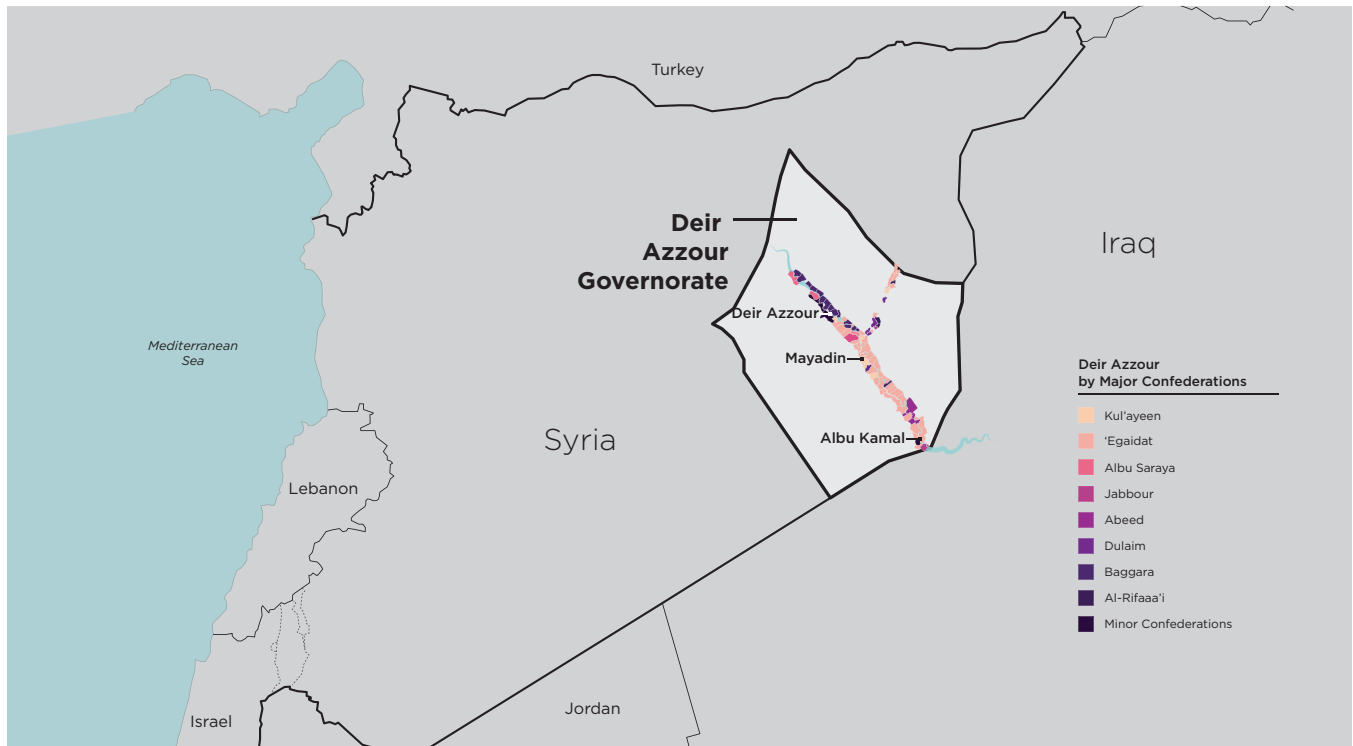 Turkey
Deir
Azzour
Governorate
Iraq
Mediterranean
Sea
Deir Azzour
Mayadin
Albu Kamal
Syria
Lebanon
Israel
Jordan
Deir Azzour
by Major Confederations
Kul'ayeen
'Egaidat
Albu Saraya
Jabbour
Abeed
Dulaim
Baggara
Al-Rifaaa'i
Minor Confederations